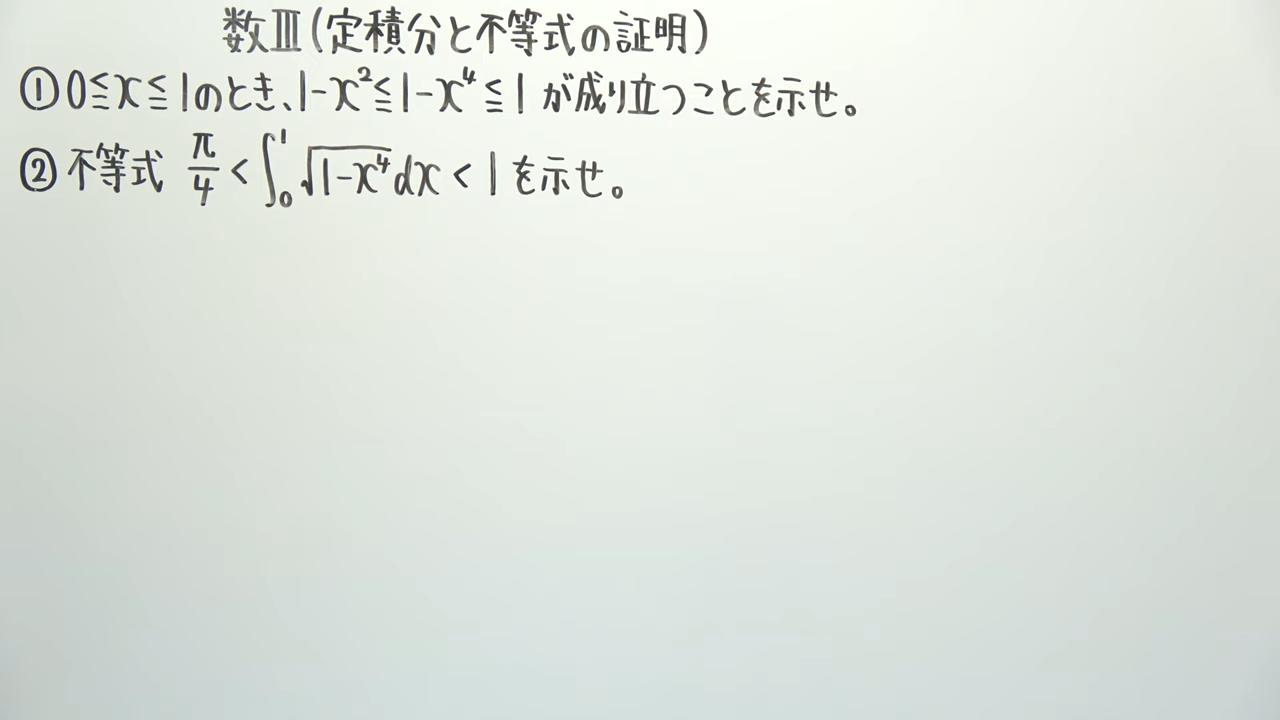 数Ⅲ(定積分と不等式の証明)
① 0≦x≦1のとき、1-x²≦1-x⁴≦1 が成り立つことを示せ。
② 不等式 π/4 < ∫₀¹ √(1-x⁴) dx < 1 を示せ。